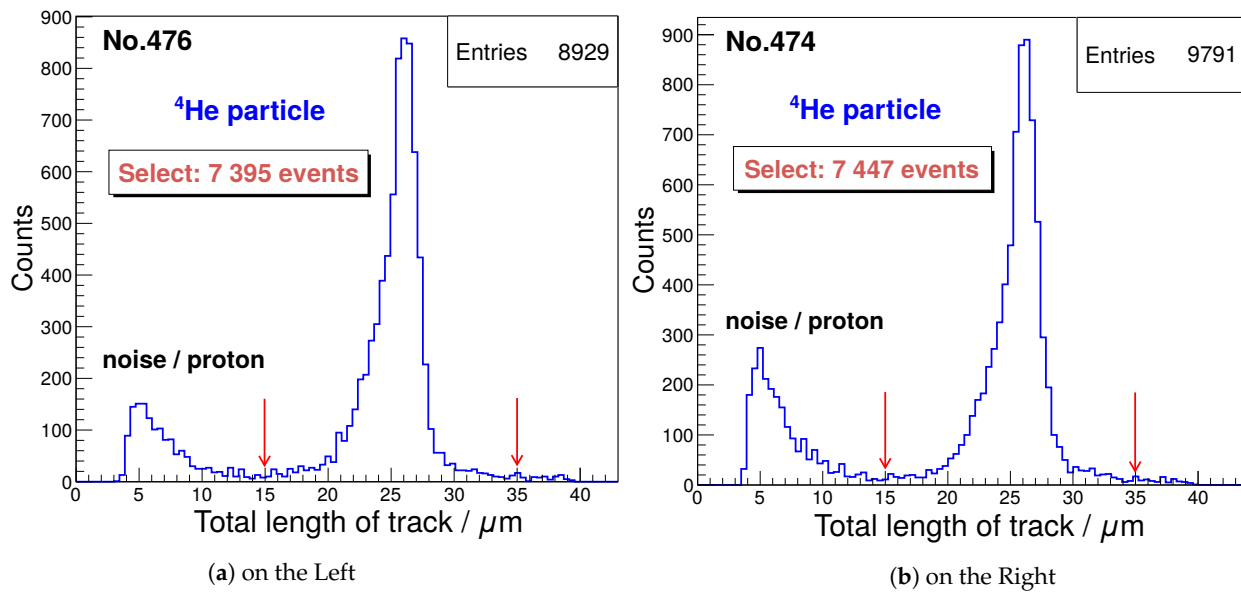 No.476
Entries 8929
⁴He particle
Select: 7 395 events
noise / proton
Counts
900
800
700
600
500
400
300
200
100
0
0 5 10 15 20 25 30 35 40
Total length of track / μm
(a) on the Left
No.474
Entries 9791
⁴He particle
Select: 7 447 events
noise / proton
Counts
900
800
700
600
500
400
300
200
100
0
0 5 10 15 20 25 30 35 40
Total length of track / μm
(b) on the Right